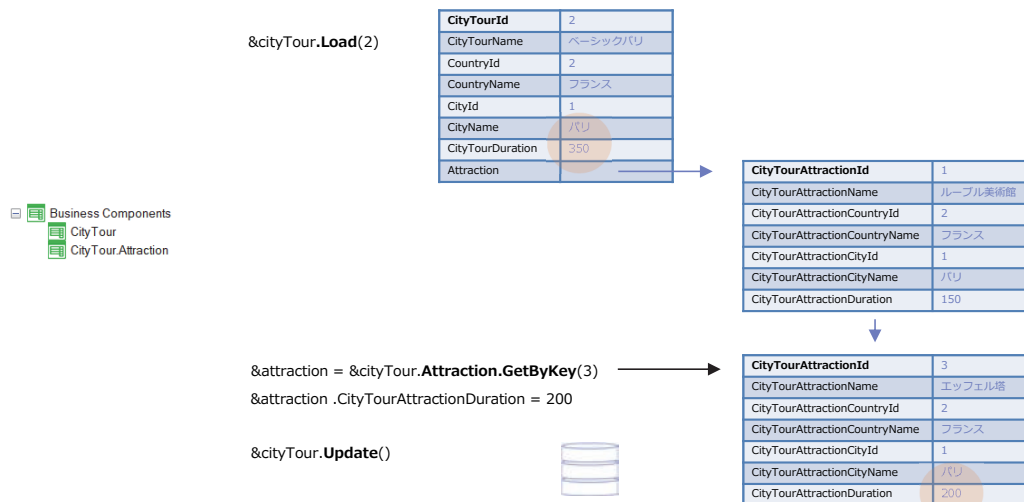 &cityTour.Load(2)
CityTourId 2
CityTourName ベーシックパリ
CountryId 2
CountryName フランス
CityId 1
CityName パリ
CityTourDuration 350
Attraction
CityTourAttractionId 1
CityTourAttractionName ルーブル美術館
CityTourAttractionCountryId 2
CityTourAttractionCountryName フランス
CityTourAttractionCityId 1
CityTourAttractionCityName パリ
CityTourAttractionDuration 150
Business Components
CityTour
CityTour.Attraction
&attraction = &cityTour.Attraction.GetByKey(3)
&attraction .CityTourAttractionDuration = 200
&cityTour.Update()
CityTourAttractionId 3
CityTourAttractionName エッフェル塔
CityTourAttractionCountryId 2
CityTourAttractionCountryName フランス
CityTourAttractionCityId 1
CityTourAttractionCityName パリ
CityTourAttractionDuration 200